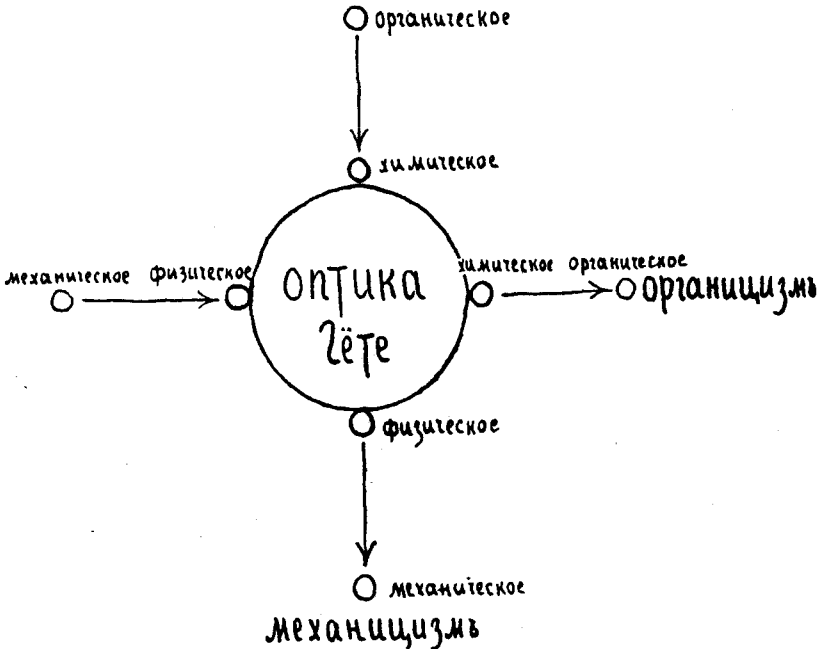 органическое
химическое
механическое физическое
химическое органическое
органицизмъ
оптика
Гёте
физическое
механическое
механицизмъ